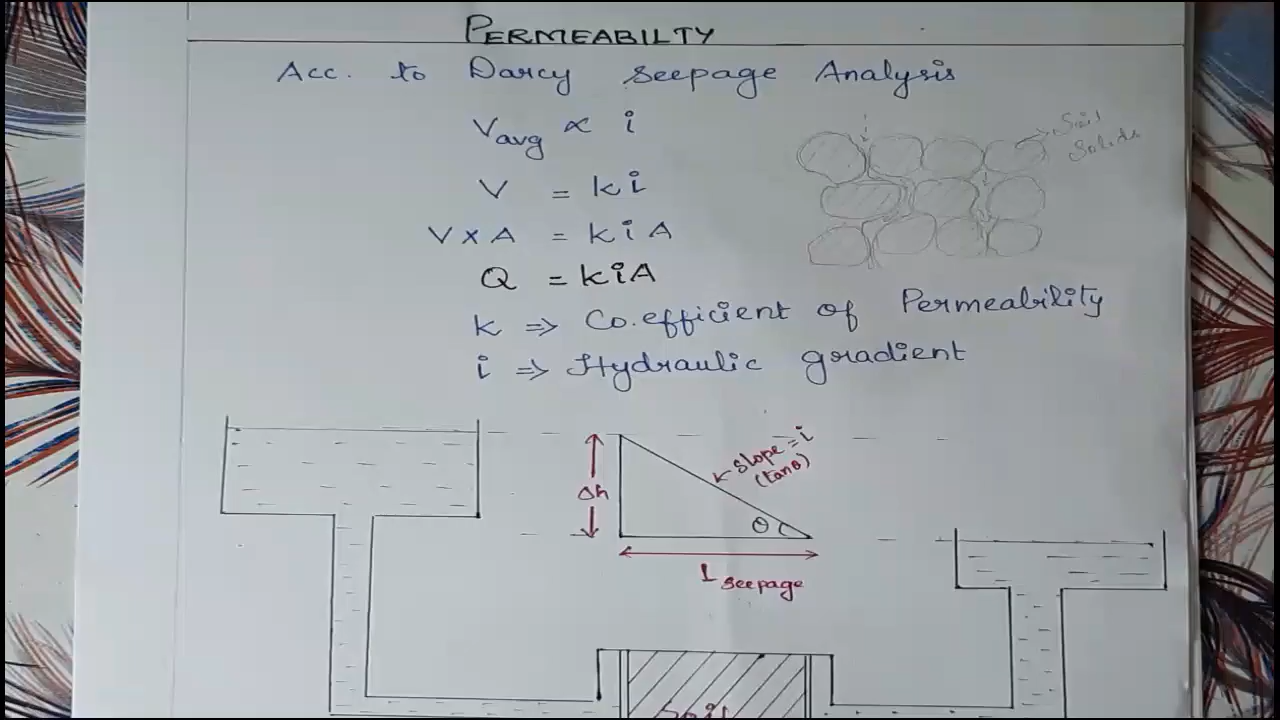 PERMEABILTY
Acc. to Darcy Seepage Analysis
Vavg ∝ i
V = ki
V x A = kiA
Q = kiA
k => Co.efficient of Permeability
i => Hydraulic gradient
Soil
Solids
slope = i
(tanθ)
Δh
θ
L seepage
Soil